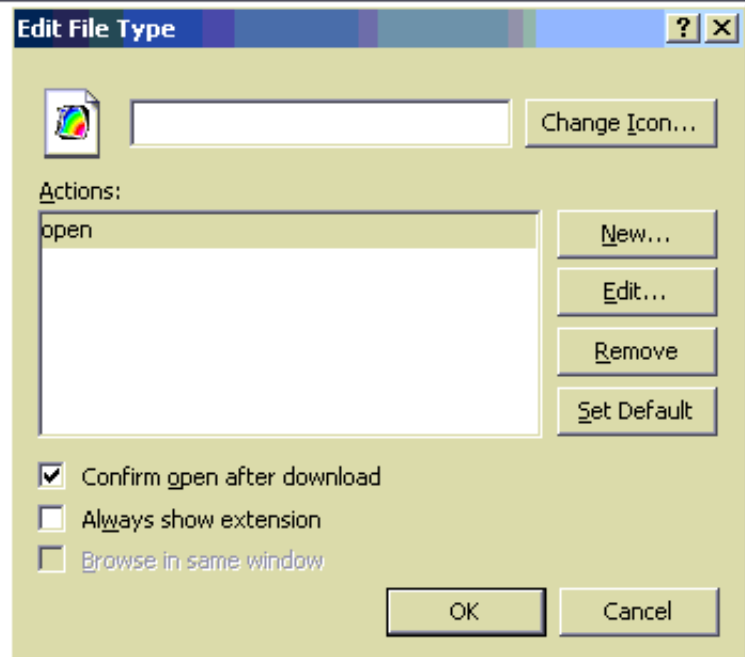 Edit File Type
Change Icon...
Actions:
open
New...
Edit...
Remove
Set Default
Confirm open after download
Always show extension
Browse in same window
OK
Cancel